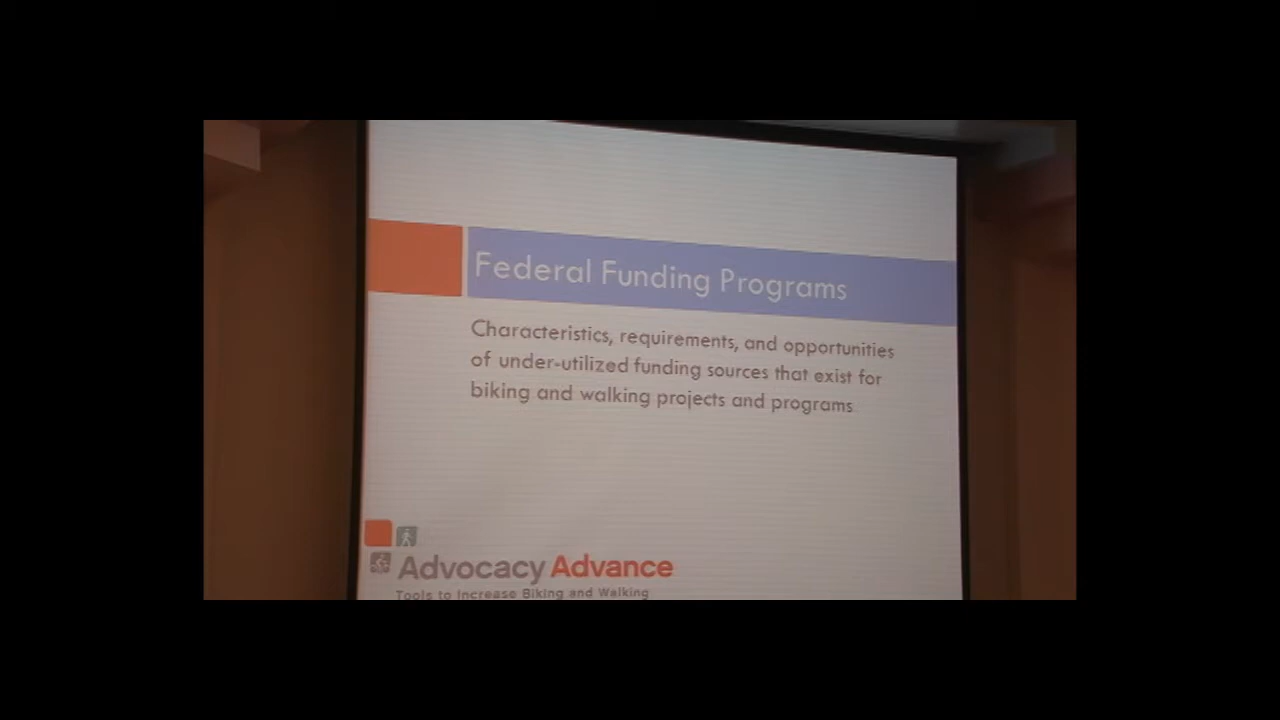 Federal Funding Programs
Characteristics, requirements, and opportunities
of under-utilized funding sources that exist for
biking and walking projects and programs
Advocacy Advance
Tools to Increase Biking and Walking